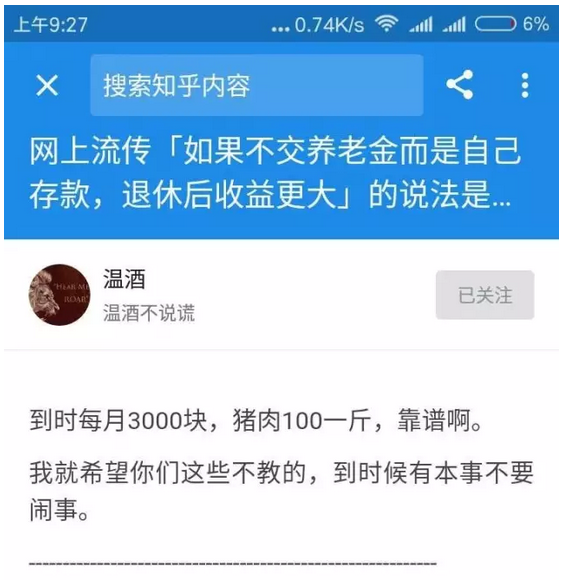 上午9:27
... 0.74K/s
6%
搜索知乎内容
网上流传「如果不交养老金而是自己
存款，退休后收益更大」的说法是...
温酒
"HEAR ME
ROAR"
温酒不说谎
已关注
到时每月3000块，猪肉100一斤，靠谱啊。
我就希望你们这些不教的，到时候有本事不要
闹事。
--------------------------------------------------------